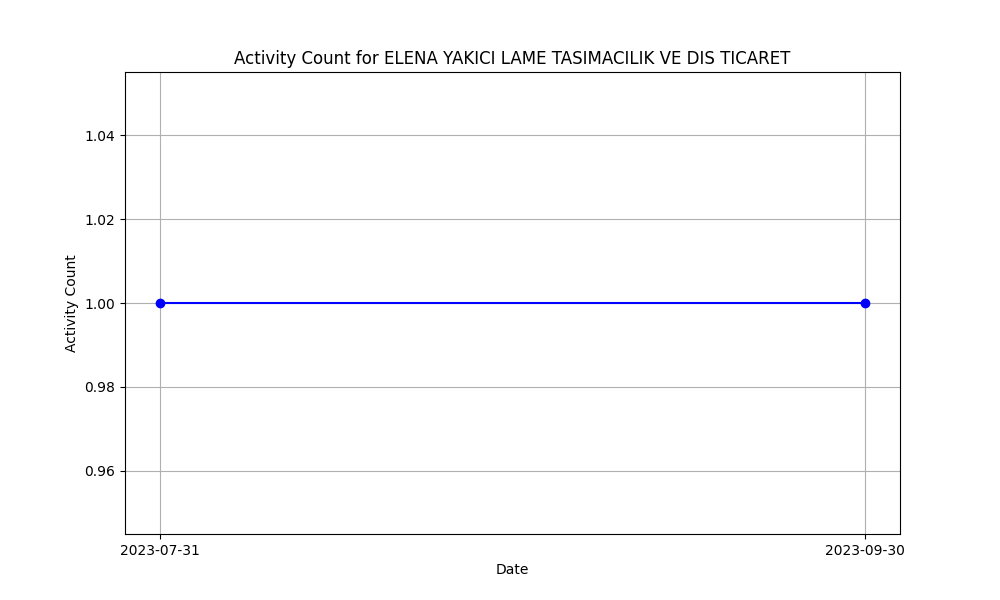 Activity Count for ELENA YAKICI LAME TASIMACILIK VE DIS TICARET
1.04
1.02
1.00
0.98
0.96
Activity Count
2023-07-31
2023-09-30
Date